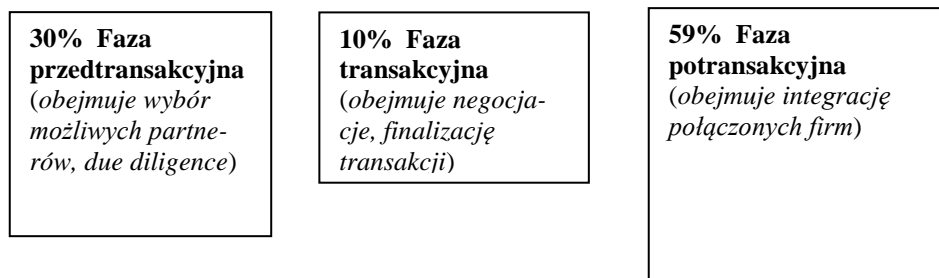 30% Faza
przedtransakcyjna
(obejmuje wybór
możliwych partne-
rów, due diligence)
10% Faza
transakcyjna
(obejmuje negocja-
cje, finalizację
transakcji)
59% Faza
potransakcyjna
(obejmuje integrację
połączonych firm)